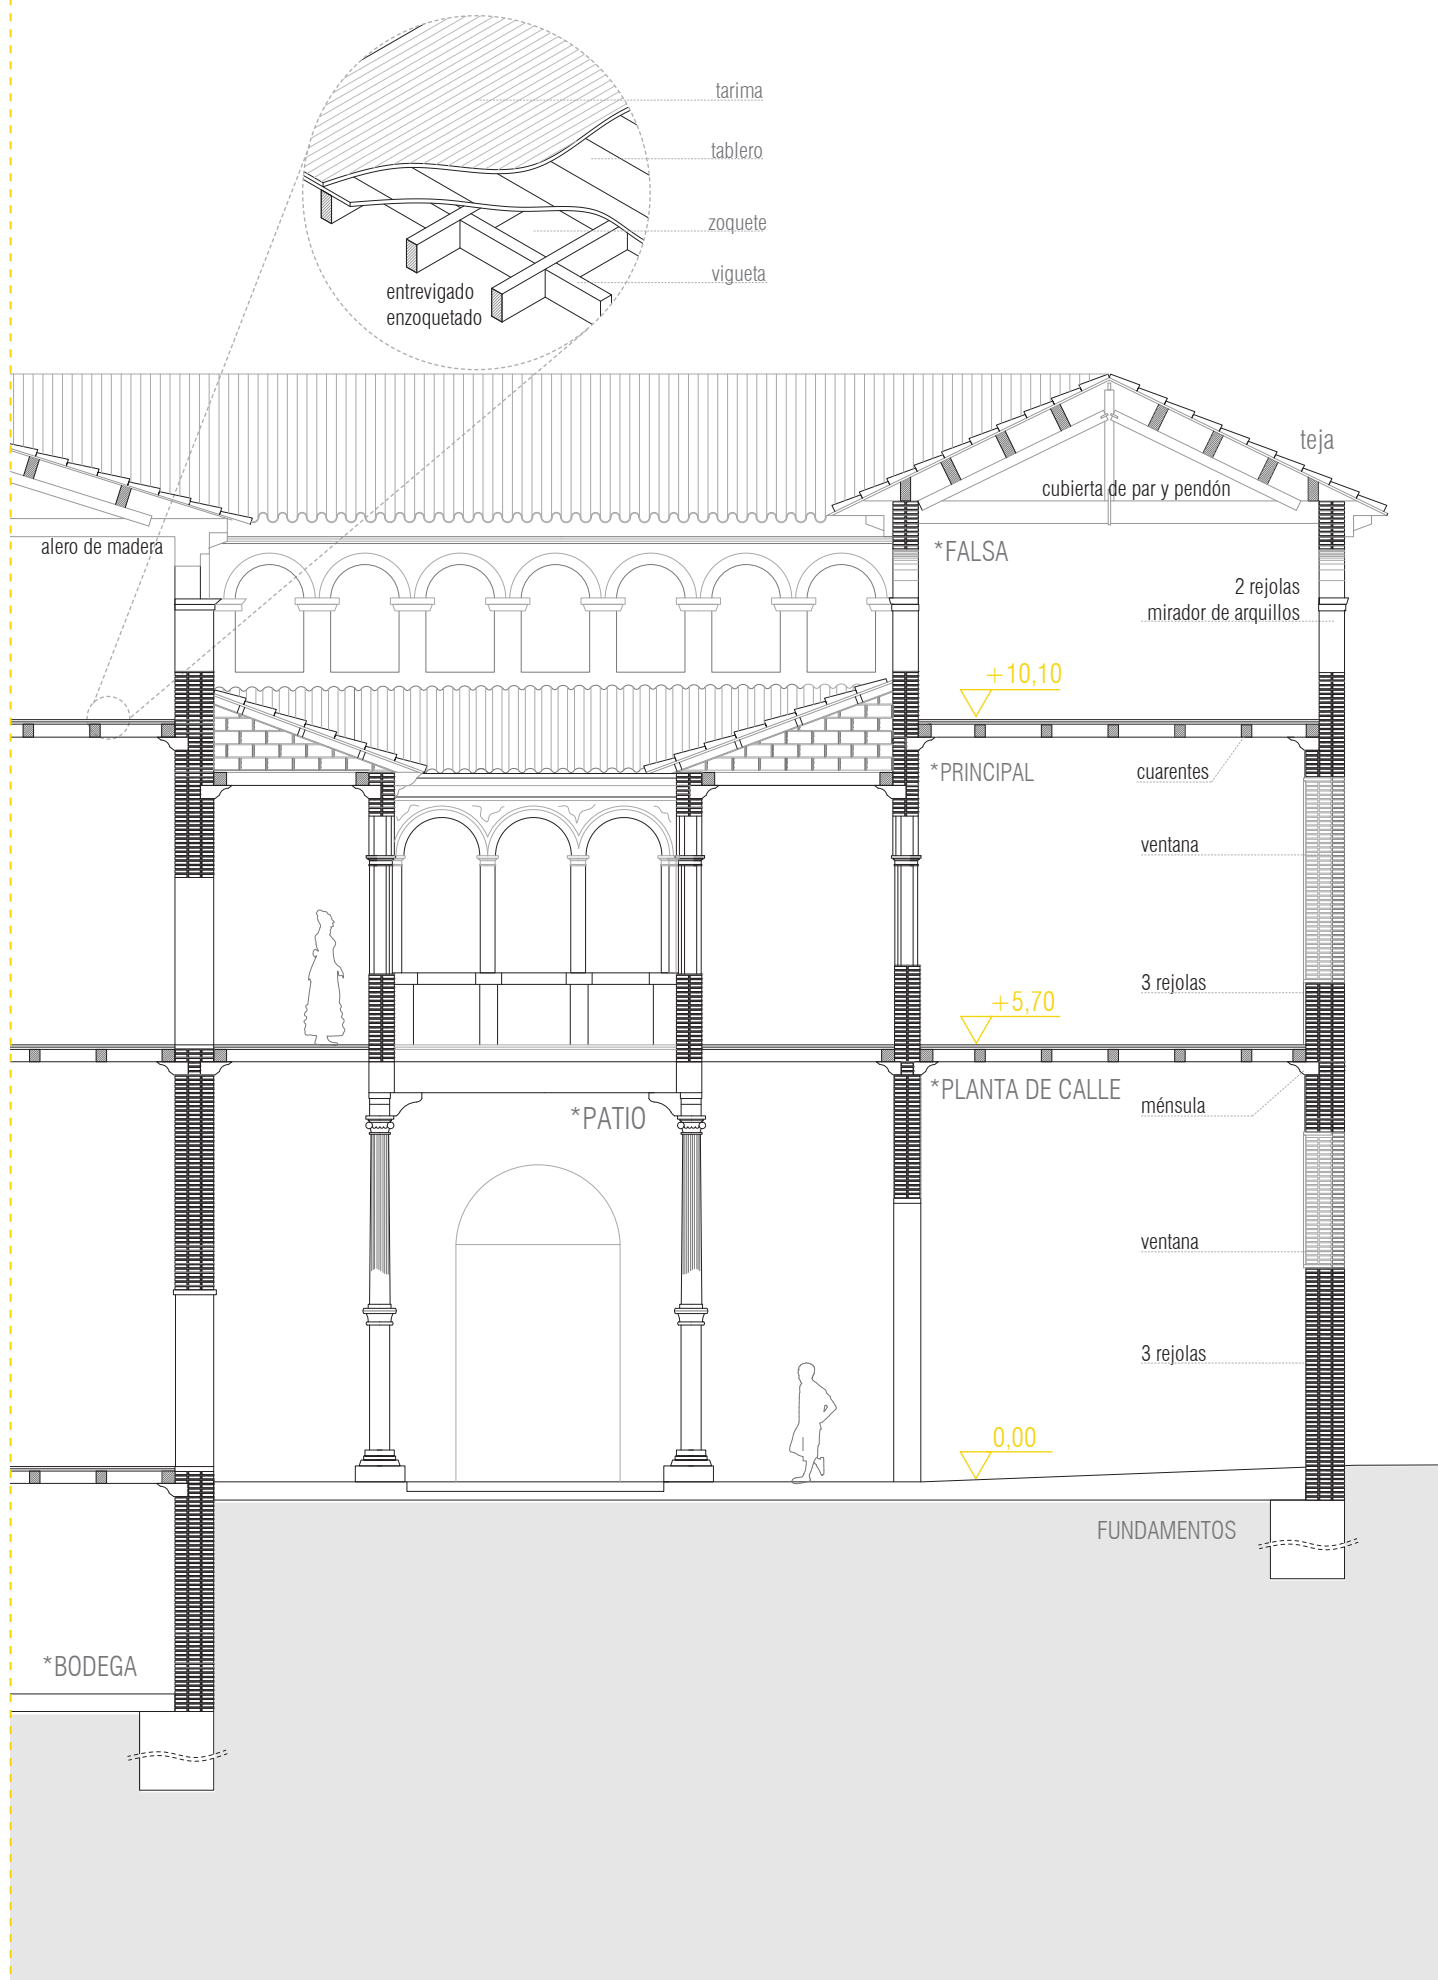 tarima
tablero
zoquete
vigueta
entrevigado
enzoquetado
teja
cubierta de par y pendón
alero de madera
*FALSA
2 rejolas
mirador de arquillos
+10,10
*PRINCIPAL
cuarentes
ventana
3 rejolas
+5,70
*PLANTA DE CALLE
ménsula
*PATIO
ventana
3 rejolas
0,00
FUNDAMENTOS
*BODEGA